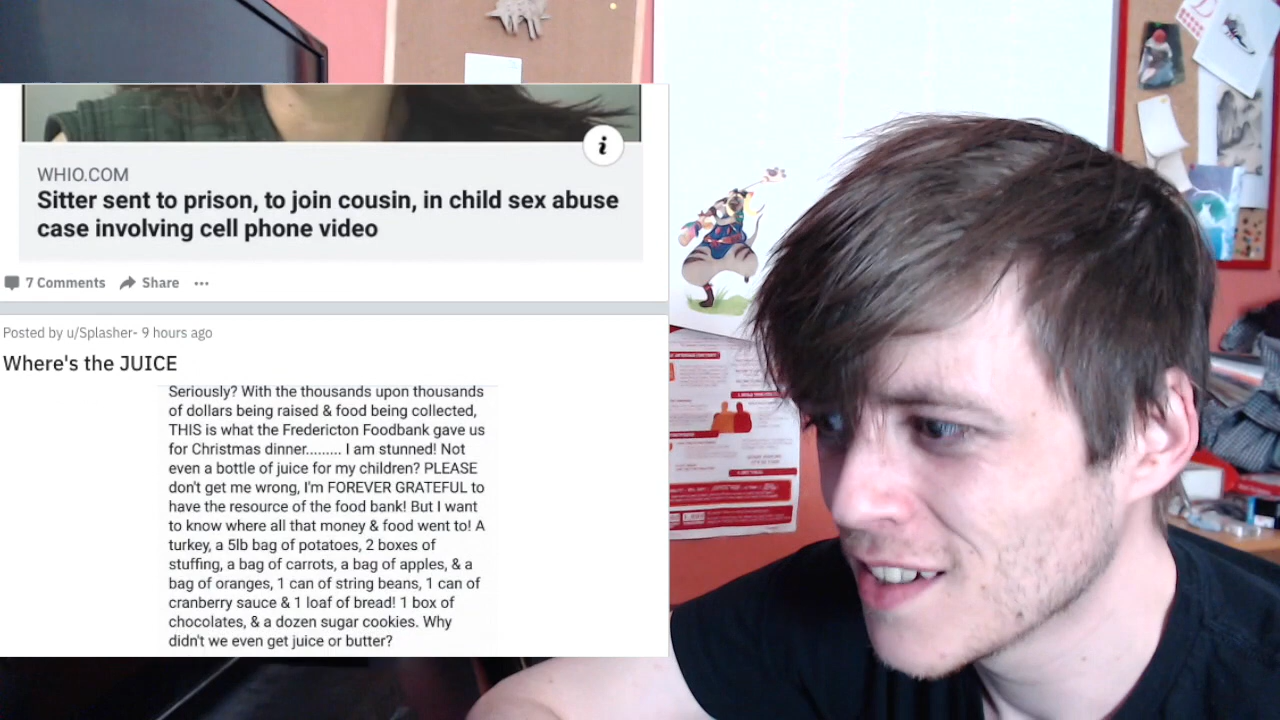 WHIO.COM
Sitter sent to prison, to join cousin, in child sex abuse
case involving cell phone video
7 Comments Share
Posted by u/Splasher- 9 hours ago
Where's the JUICE
Seriously? With the thousands upon thousands
of dollars being raised & food being collected,
THIS is what the Fredericton Foodbank gave us
for Christmas dinner......... I am stunned! Not
even a bottle of juice for my children? PLEASE
don't get me wrong, I'm FOREVER GRATEFUL to
have the resource of the food bank! But I want
to know where all that money & food went to! A
turkey, a 5lb bag of potatoes, 2 boxes of
stuffing, a bag of carrots, a bag of apples, & a
bag of oranges, 1 can of string beans, 1 can of
cranberry sauce & 1 loaf of bread! 1 box of
chocolates, & a dozen sugar cookies. Why
didn't we even get juice or butter?